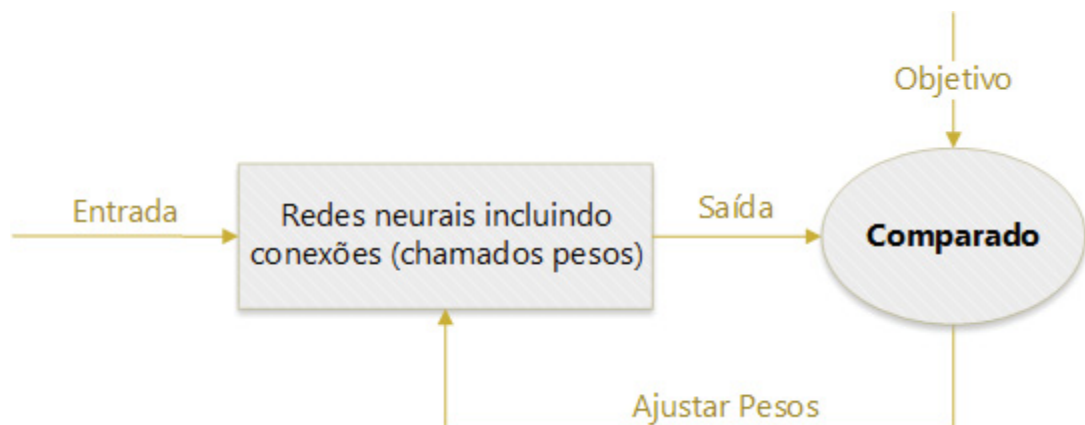 Objetivo
Entrada
Redes neurais incluindo
conexões (chamados pesos)
Saída
Comparado
Ajustar Pesos